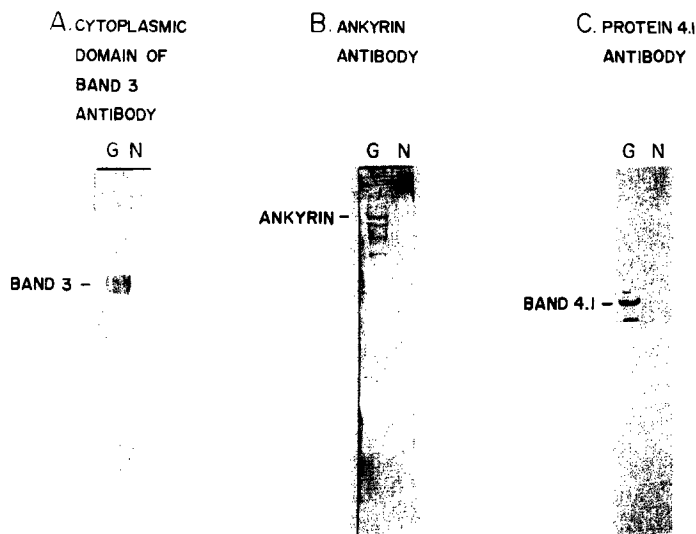 A. CYTOPLASMIC
DOMAIN OF
BAND 3
ANTIBODY
G N
BAND 3 –
B. ANKYRIN
ANTIBODY
G N
ANKYRIN –
C. PROTEIN 4.1
ANTIBODY
G N
BAND 4.1 –